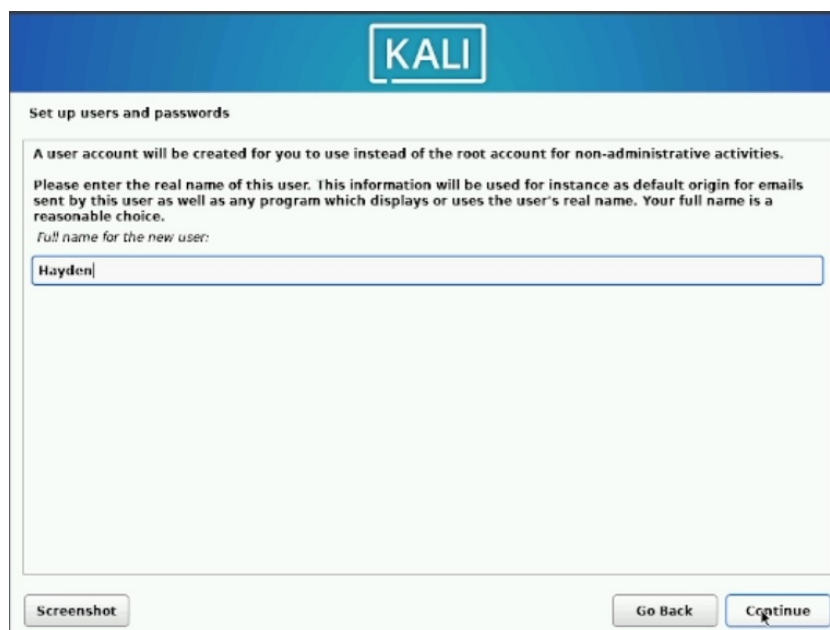 KALI
Set up users and passwords
A user account will be created for you to use instead of the root account for non-administrative activities.
Please enter the real name of this user. This information will be used for instance as default origin for emails
sent by this user as well as any program which displays or uses the user's real name. Your full name is a
reasonable choice.
Full name for the new user:
Hayden
Screenshot
Go Back
Continue